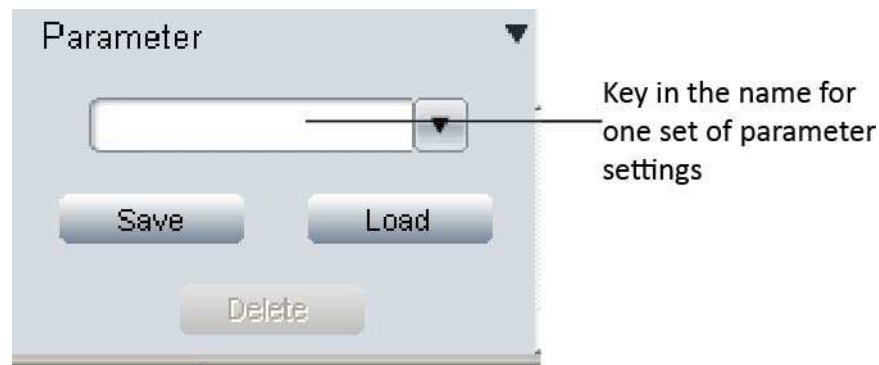 Parameter
Key in the name for
one set of parameter
settings
Save
Load
Delete